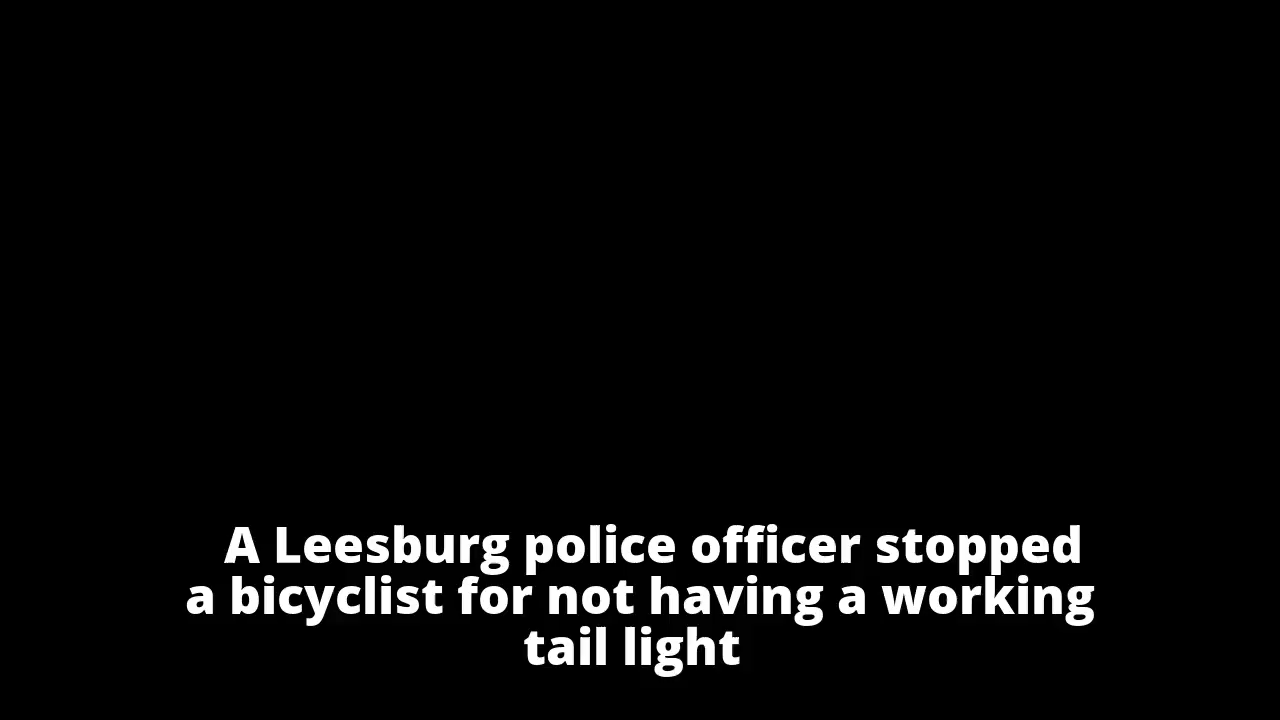 A Leesburg police officer stopped
a bicyclist for not having a working
tail light